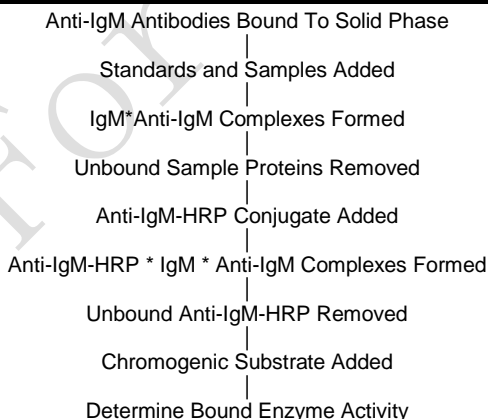 Anti-IgM Antibodies Bound To Solid Phase
Standards and Samples Added
IgM*Anti-IgM Complexes Formed
Unbound Sample Proteins Removed
Anti-IgM-HRP Conjugate Added
Anti-IgM-HRP * IgM * Anti-IgM Complexes Formed
Unbound Anti-IgM-HRP Removed
Chromogenic Substrate Added
Determine Bound Enzyme Activity
For